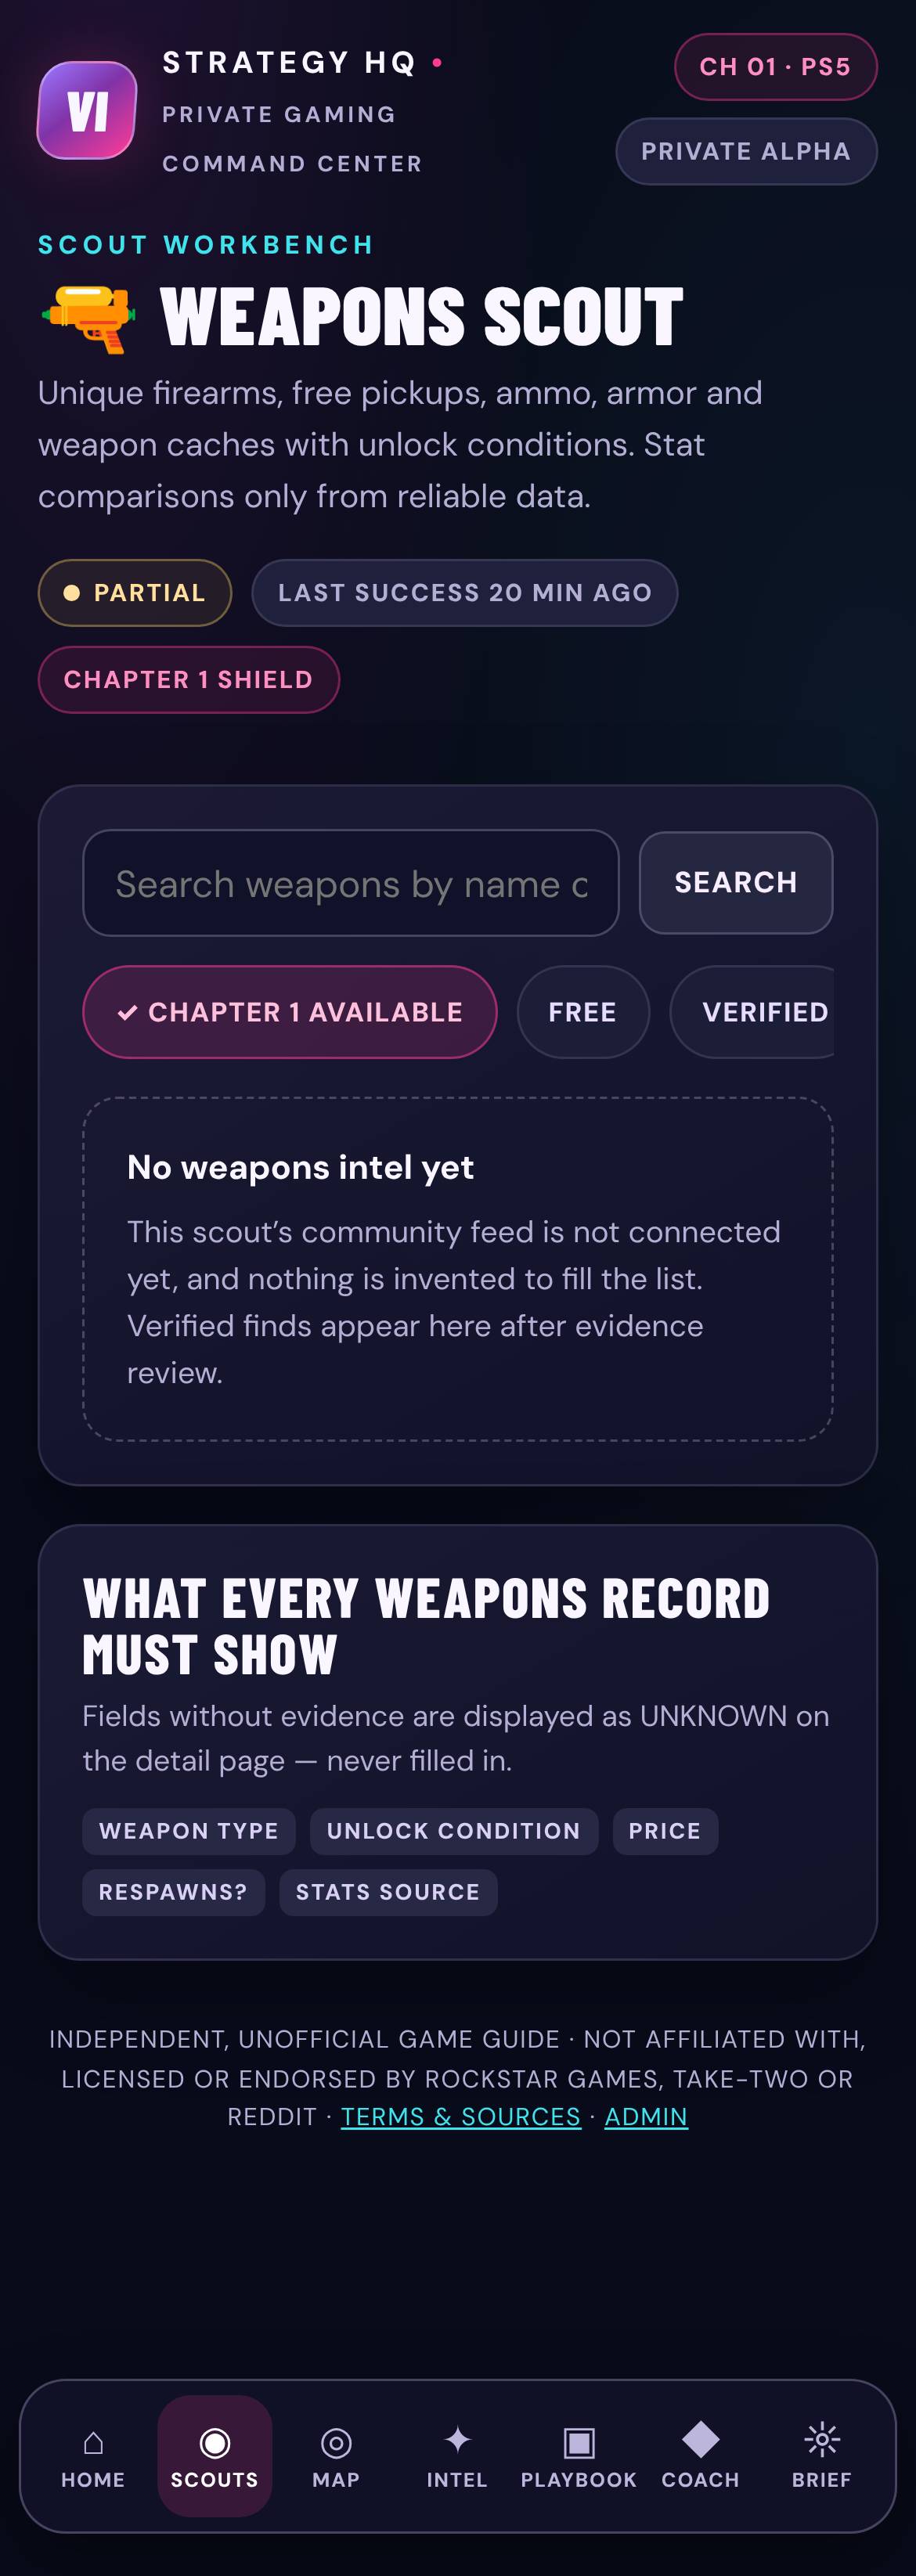 VI
STRATEGY HQ •
PRIVATE GAMING
COMMAND CENTER
CH 01 · PS5
PRIVATE ALPHA
SCOUT WORKBENCH
WEAPONS SCOUT
Unique firearms, free pickups, ammo, armor and
weapon caches with unlock conditions. Stat
comparisons only from reliable data.
PARTIAL
LAST SUCCESS 20 MIN AGO
CHAPTER 1 SHIELD
Search weapons by name
SEARCH
✓ CHAPTER 1 AVAILABLE
FREE
VERIFIED
No weapons intel yet
This scout’s community feed is not connected
yet, and nothing is invented to fill the list.
Verified finds appear here after evidence
review.
WHAT EVERY WEAPONS RECORD
MUST SHOW
Fields without evidence are displayed as UNKNOWN on
the detail page — never filled in.
WEAPON TYPE
UNLOCK CONDITION
PRICE
RESPAWNS?
STATS SOURCE
INDEPENDENT, UNOFFICIAL GAME GUIDE · NOT AFFILIATED WITH,
LICENSED OR ENDORSED BY ROCKSTAR GAMES, TAKE-TWO OR
REDDIT · TERMS & SOURCES · ADMIN
HOME
SCOUTS
MAP
INTEL
PLAYBOOK
COACH
BRIEF